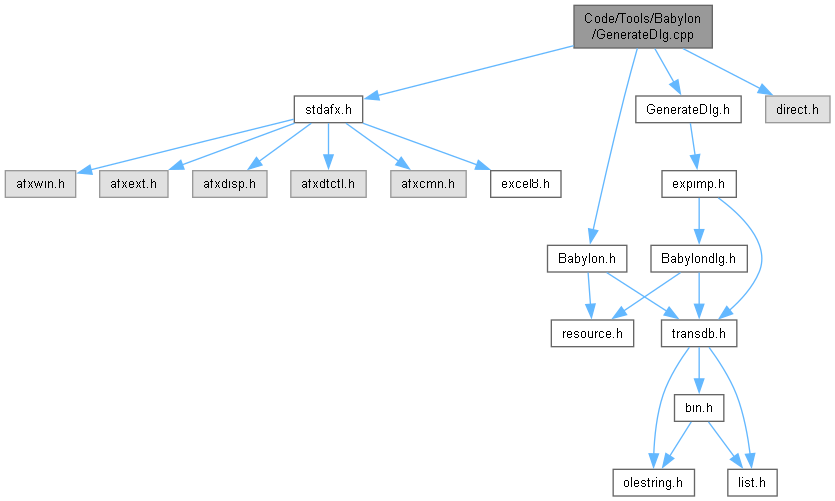 Code/Tools/Babylon
/GenerateDlg.cpp
stdafx.h
GenerateDlg.h
direct.h
afxwin.h
afxext.h
afxdisp.h
afxdtctl.h
afxcmn.h
excel8.h
expimp.h
Babylon.h
Babylondlg.h
resource.h
transdb.h
bin.h
olestring.h
list.h